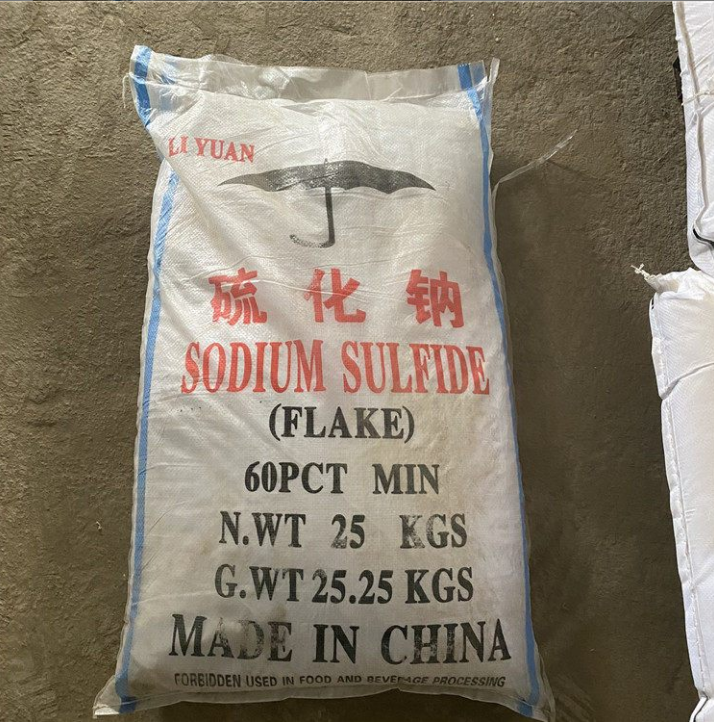 LI YUAN
硫化钠
SODIUM SULFIDE
(FLAKE)
60PCT MIN
N.WT 25 KGS
G.WT 25.25 KGS
MADE IN CHINA
FORBIDDEN USED IN FOOD AND BEVERAGE PROCESSING